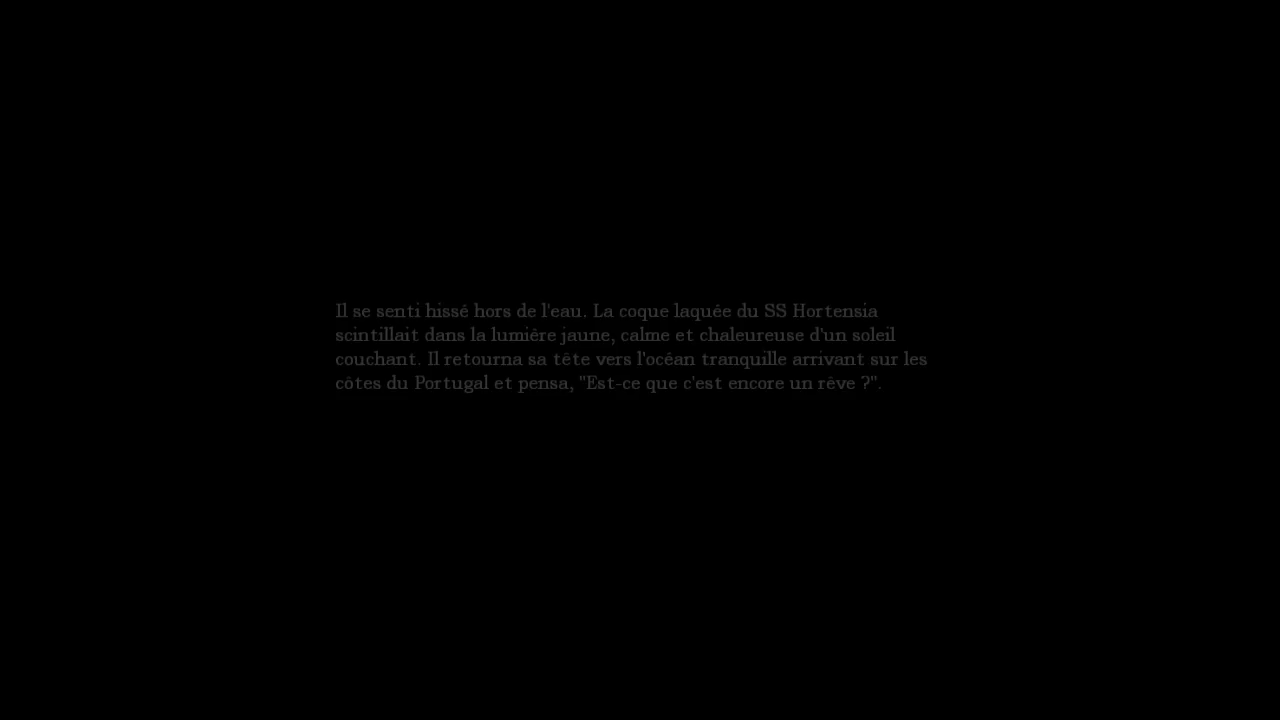 Il se senti hissé hors de l'eau. La coque laquée du SS Hortensia
scintillait dans la lumière jaune, calme et chaleureuse d'un soleil
couchant. Il retourna sa tête vers l'océan tranquille arrivant sur les
côtes du Portugal et pensa, "Est-ce que c'est encore un rêve ?".